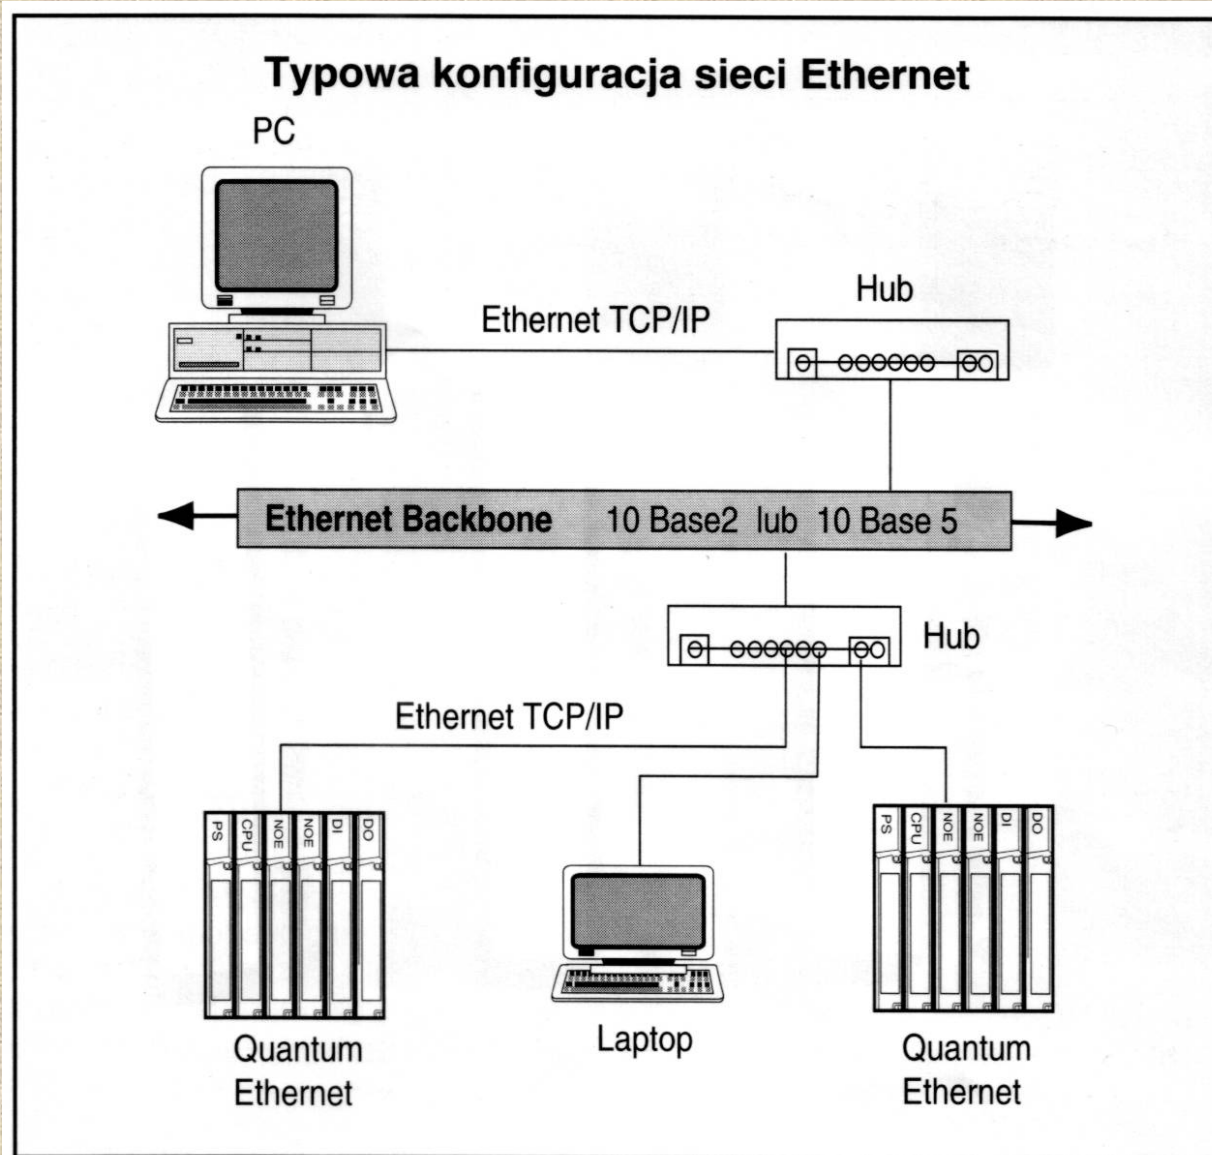 Typowa konfiguracja sieci Ethernet
PC
Hub
Ethernet TCP/IP
Ethernet Backbone 10 Base2 lub 10 Base 5
Hub
Ethernet TCP/IP
PS CPU NOE NOE DI DO
PS CPU NOE NOE DI DO
Quantum
Ethernet
Laptop
Quantum
Ethernet